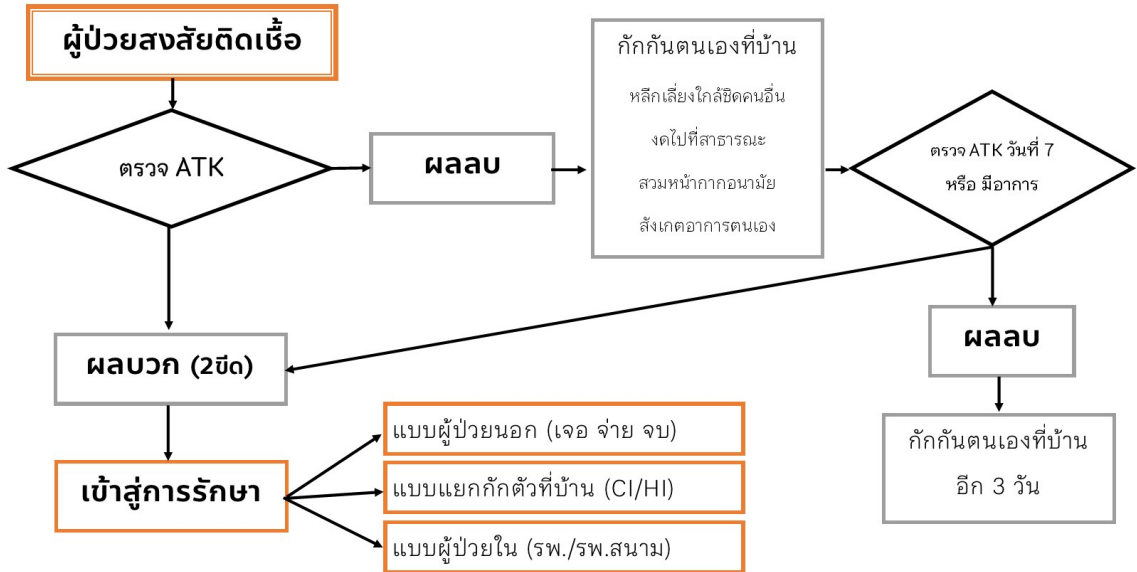 ผู้ป่วยสงสัยติดเชื้อ
ตรวจ ATK
ผลลบ
กักกันตนเองที่บ้าน
หลีกเลี่ยงใกล้ชิดคนอื่น
งดไปที่สาธารณะ
สวมหน้ากากอนามัย
สังเกตอาการตนเอง
ตรวจ ATK วันที่ 7
หรือ มีอาการ
ผลลบ
กักกันตนเองที่บ้าน
อีก 3 วัน
ผลบวก (2ขีด)
เข้าสู่การรักษา
แบบผู้ป่วยนอก (เจอ จ่าย จบ)
แบบแยกกักตัวที่บ้าน (CI/HI)
แบบผู้ป่วยใน (รพ./รพ.สนาม)